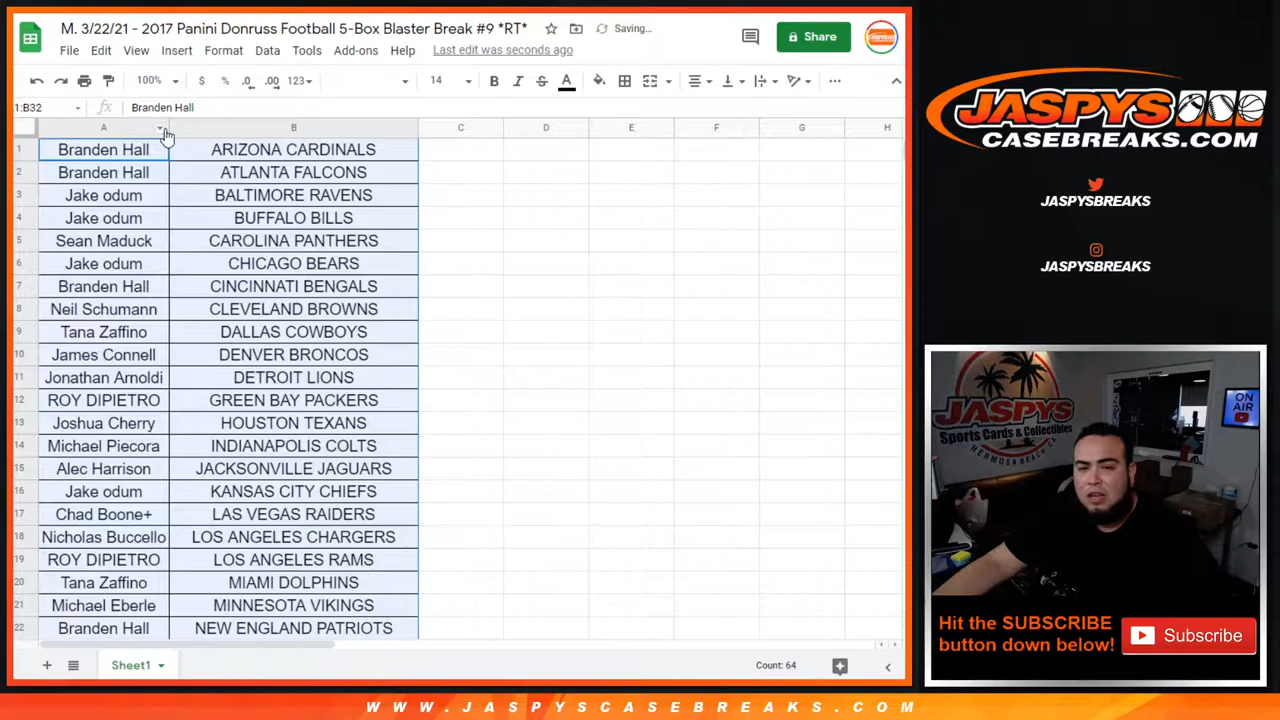 M. 3/22/21 - 2017 Panini Donruss Football 5-Box Blaster Break #9 *RT*
Saving...
Share
File Edit View Insert Format Data Tools Add-ons Help Last edit was seconds ago
100% $ % .0 .00 123 14 B I S A
1:B32 fx Branden Hall
A B C D E F G H
1 Branden Hall ARIZONA CARDINALS
2 Branden Hall ATLANTA FALCONS
3 Jake odum BALTIMORE RAVENS
4 Jake odum BUFFALO BILLS
5 Sean Maduck CAROLINA PANTHERS
6 Jake odum CHICAGO BEARS
7 Branden Hall CINCINNATI BENGALS
8 Neil Schumann CLEVELAND BROWNS
9 Tana Zaffino DALLAS COWBOYS
10 James Connell DENVER BRONCOS
11 Jonathan Arnoldi DETROIT LIONS
12 ROY DIPIETRO GREEN BAY PACKERS
13 Joshua Cherry HOUSTON TEXANS
14 Michael Piecora INDIANAPOLIS COLTS
15 Alec Harrison JACKSONVILLE JAGUARS
16 Jake odum KANSAS CITY CHIEFS
17 Chad Boone+ LAS VEGAS RAIDERS
18 Nicholas Buccello LOS ANGELES CHARGERS
19 ROY DIPIETRO LOS ANGELES RAMS
20 Tana Zaffino MIAMI DOLPHINS
21 Michael Eberle MINNESOTA VIKINGS
22 Branden Hall NEW ENGLAND PATRIOTS
Sheet1
Count: 64
JASPYS
CASEBREAKS.COM
JASPYSBREAKS
JASPYSBREAKS
JASPYS
Sports Cards & Collectibles
HERMOSA BEACH CA
ON
AIR
Hit the SUBSCRIBE
button down below!
Subscribe
WWW.JASPYSCASEBREAKS.COM